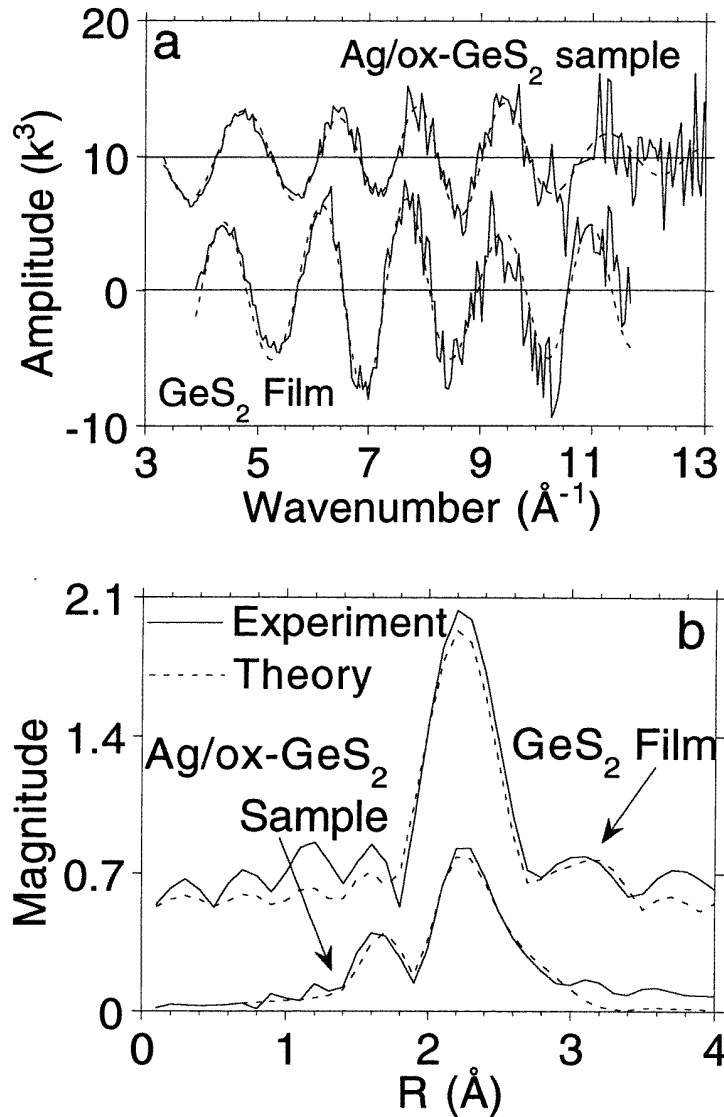 20
a
Ag/ox-GeS₂ sample
Amplitude (k³)
10
0
GeS₂ Film
-10
3 5 7 9 11 13
Wavenumber (Å⁻¹)
2.1
Experiment
b
Theory
Magnitude
1.4
Ag/ox-GeS₂
Sample
GeS₂ Film
0.7
0
0 1 2 3 4
R (Å)